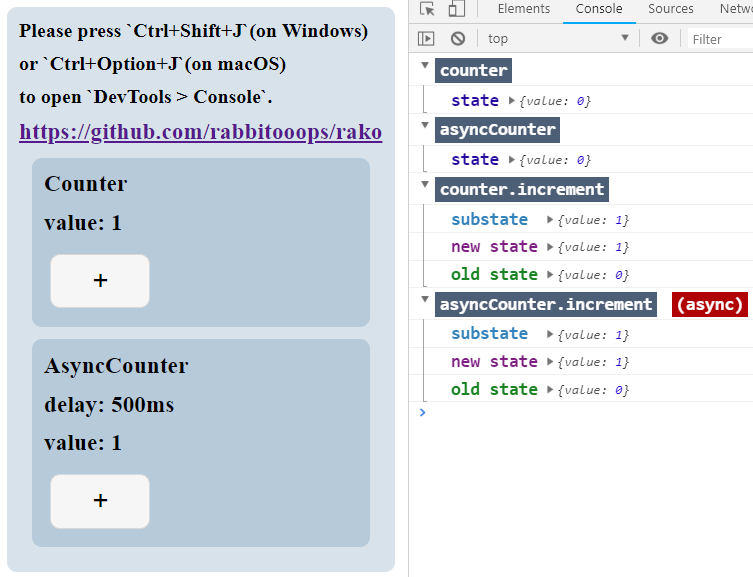 Please press `Ctrl+Shift+J`(on Windows)
or `Ctrl+Option+J`(on macOS)
to open `DevTools > Console`.
https://github.com/rabbitooops/rako
Counter
value: 1
+
AsyncCounter
delay: 500ms
value: 1
+
Elements Console Sources Netw
top ▼ Filter
▼ counter
state ▶{value: 0}
▼ asyncCounter
state ▶{value: 0}
▼ counter.increment
substate ▶{value: 1}
new state ▶{value: 1}
old state ▶{value: 0}
▼ asyncCounter.increment (async)
substate ▶{value: 1}
new state ▶{value: 1}
old state ▶{value: 0}
>